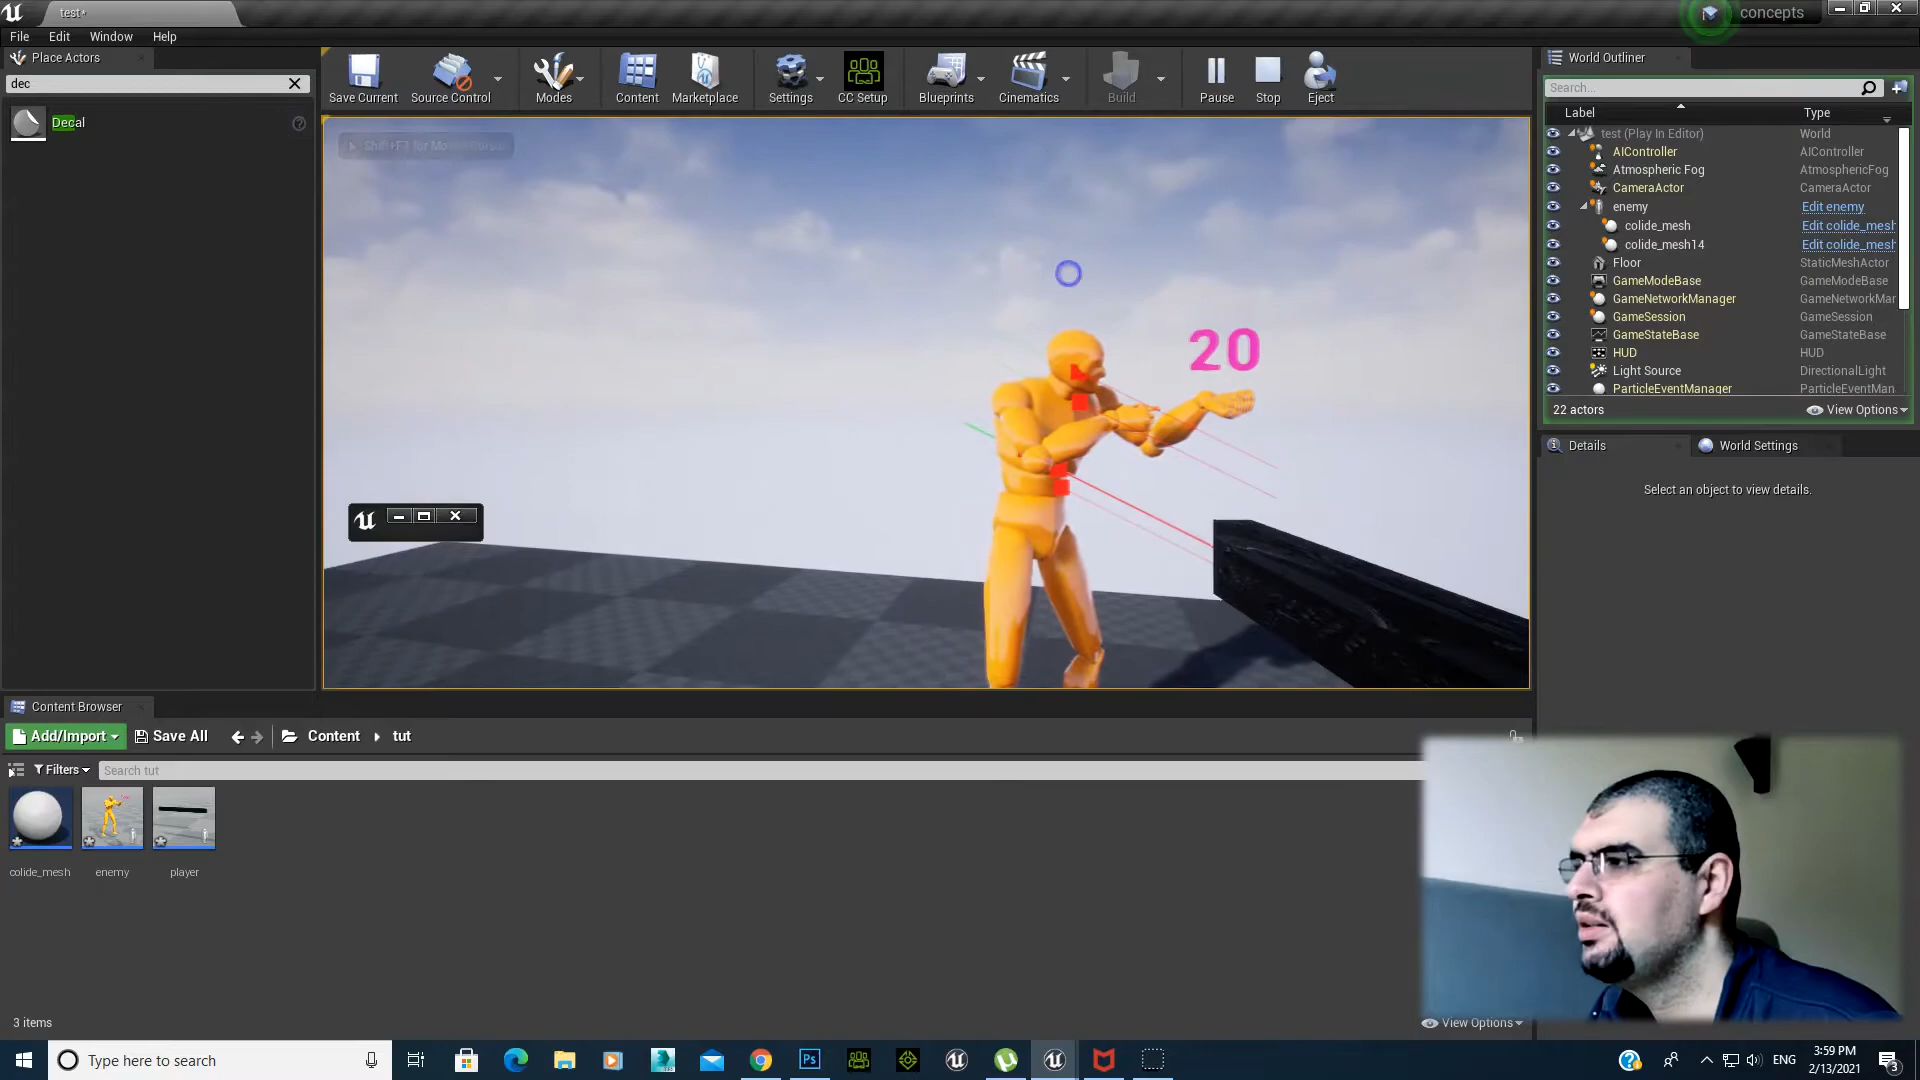 test*
concepts
File Edit Window Help
Place Actors
dec
Decal
Save Current
Source Control
Modes
Content
Marketplace
Settings
CC Setup
Blueprints
Cinematics
Build
Pause
Stop
Eject
20
World Outliner
Search...
Label Type
test (Play In Editor) World
AIController AIController
Atmospheric Fog AtmosphericFog
CameraActor CameraActor
enemy Edit enemy
colide_mesh Edit colide_mesh
colide_mesh14 Edit colide_mesh
Floor StaticMeshActor
GameModeBase GameModeBase
GameNetworkManager GameNetworkMar
GameSession GameSession
GameStateBase GameStateBase
HUD HUD
Light Source DirectionalLight
ParticleEventManager ParticleEventMan
22 actors View Options
Details World Settings
Select an object to view details.
Content Browser
Add/Import Save All Content tut
Filters Search tut
colide_mesh enemy player
3 items View Options
Type here to search
Ps
ENG
3:59 PM
2/13/2021
3